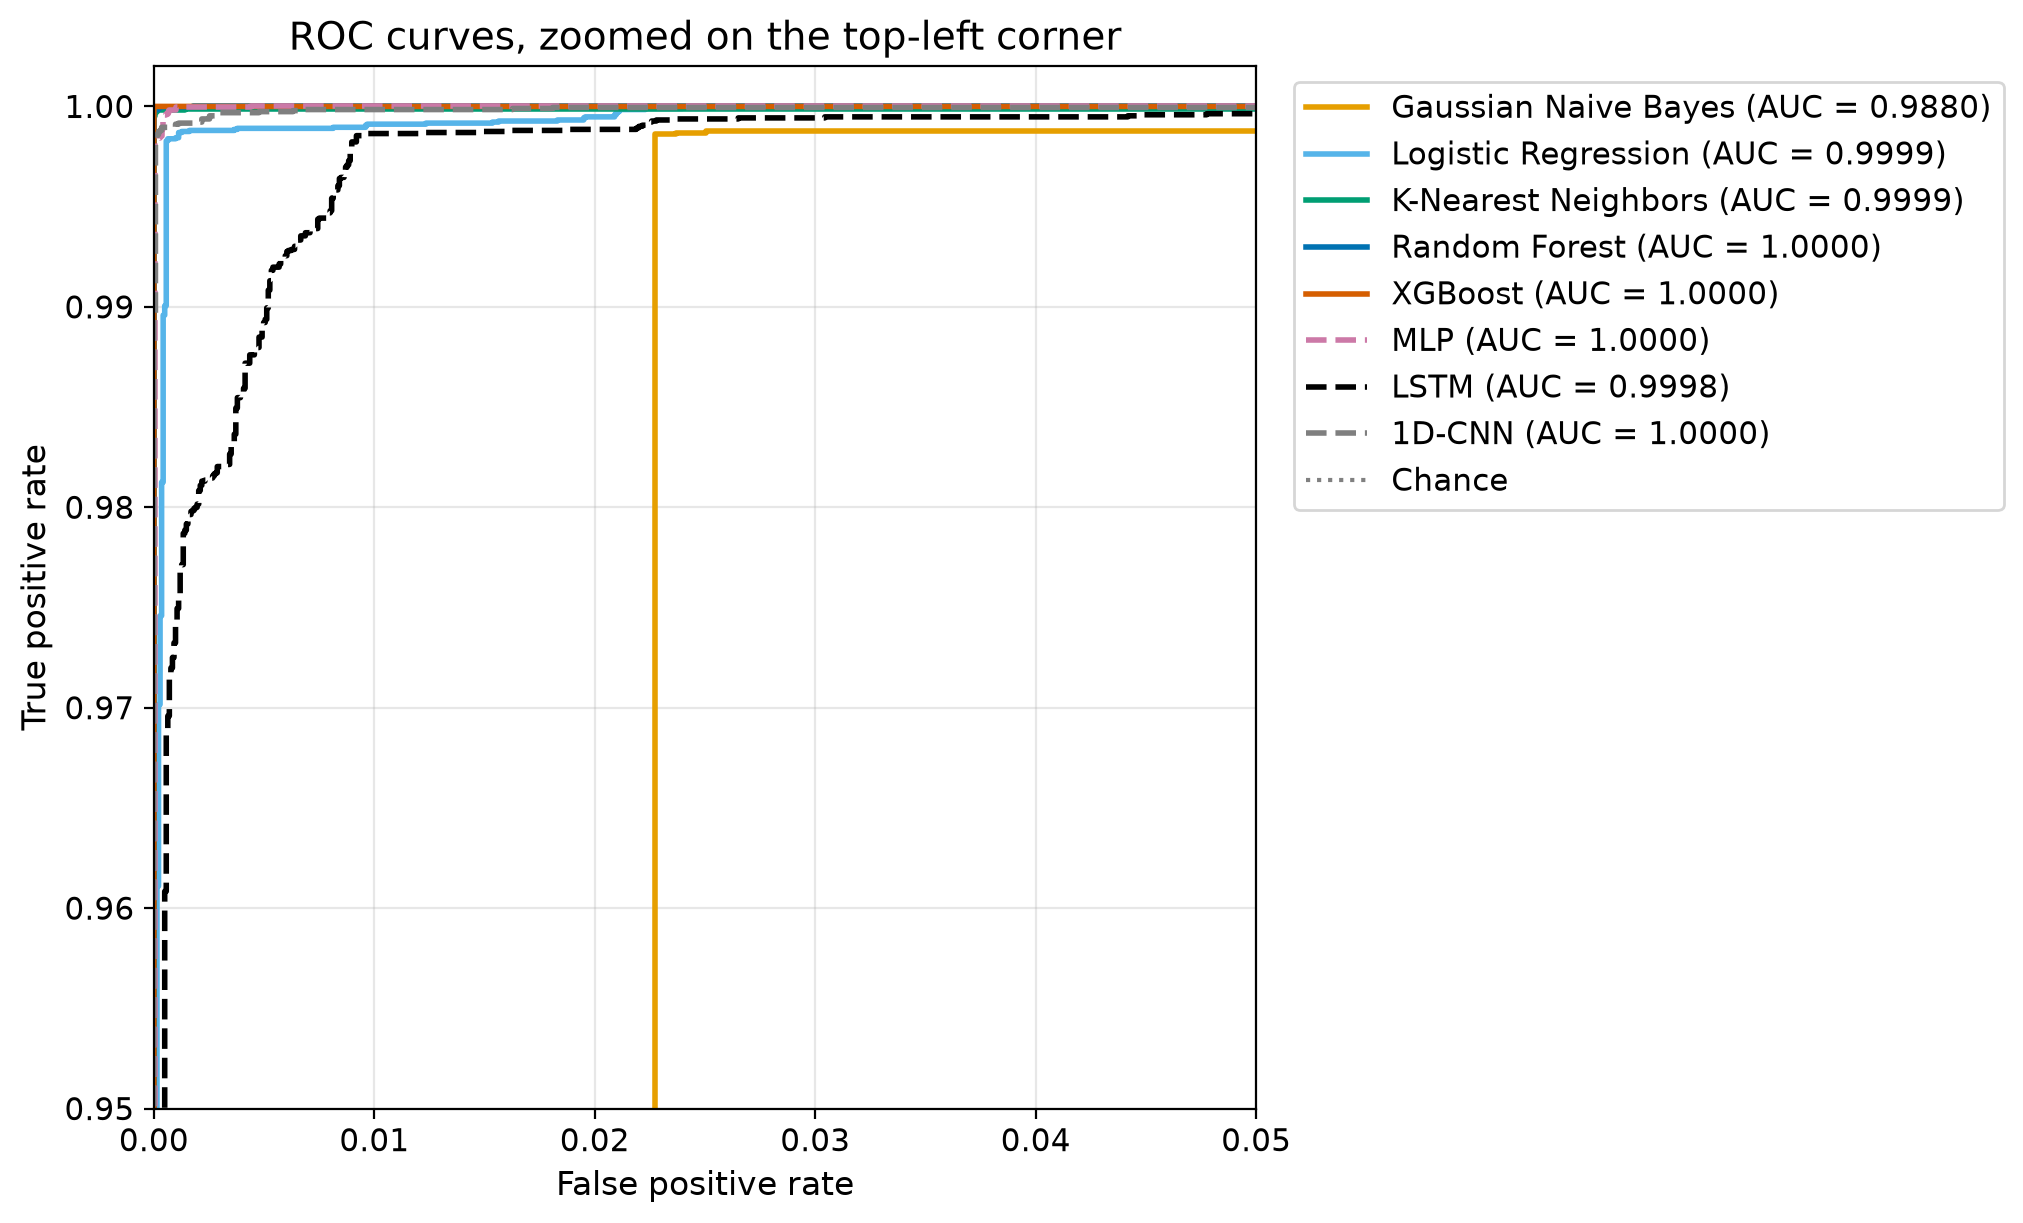 ROC curves, zoomed on the top-left corner
True positive rate
1.00
0.99
0.98
0.97
0.96
0.95
0.00
0.01
0.02
0.03
0.04
0.05
False positive rate
Gaussian Naive Bayes (AUC = 0.9880)
Logistic Regression (AUC = 0.9999)
K-Nearest Neighbors (AUC = 0.9999)
Random Forest (AUC = 1.0000)
XGBoost (AUC = 1.0000)
MLP (AUC = 1.0000)
LSTM (AUC = 0.9998)
1D-CNN (AUC = 1.0000)
Chance